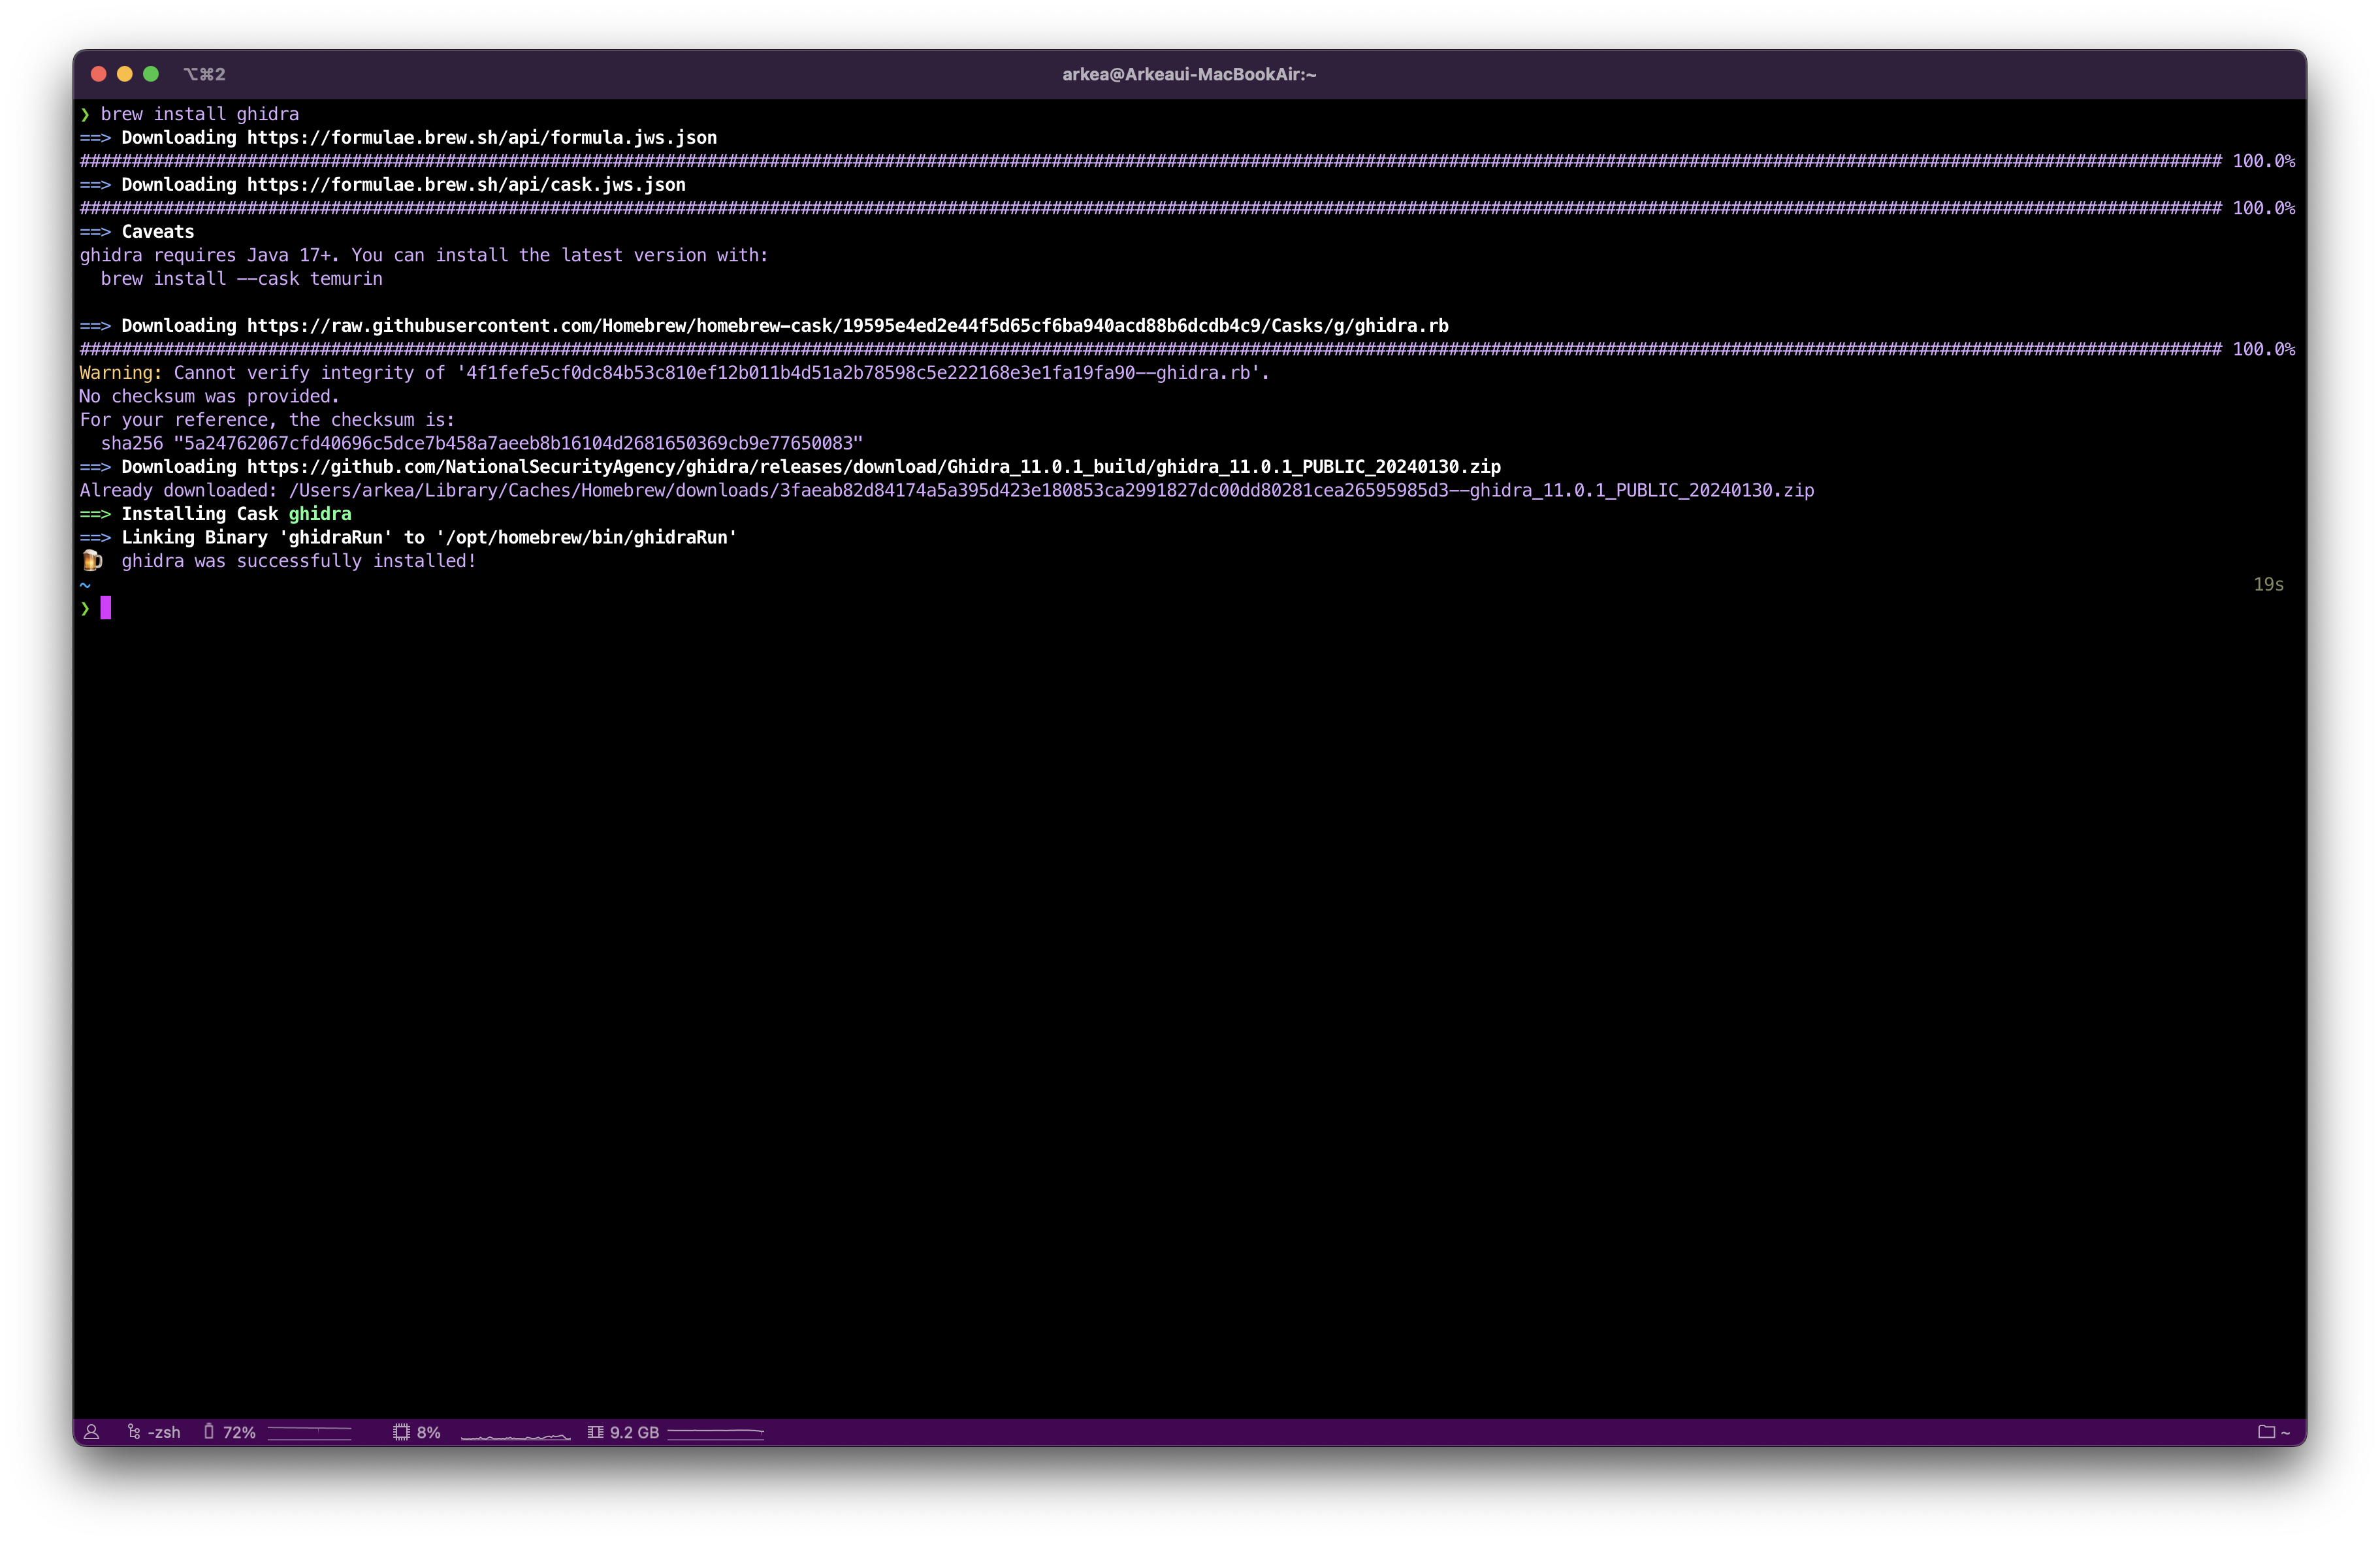 ⌥⌘2
arkea@Arkeaui-MacBookAir:~
❯ brew install ghidra
==> Downloading https://formulae.brew.sh/api/formula.jws.json
100.0%
==> Downloading https://formulae.brew.sh/api/cask.jws.json
100.0%
==> Caveats
ghidra requires Java 17+. You can install the latest version with:
brew install --cask temurin
==> Downloading https://raw.githubusercontent.com/Homebrew/homebrew-cask/19595e4ed2e44f5d65cf6ba940acd88b6dcdb4c9/Casks/g/ghidra.rb
100.0%
Warning: Cannot verify integrity of '4f1fefe5cf0dc84b53c810ef12b011b4d51a2b78598c5e222168e3e1fa19fa90--ghidra.rb'.
No checksum was provided.
For your reference, the checksum is:
sha256 "5a24762067cfd40696c5dce7b458a7aeeb8b16104d2681650369cb9e77650083"
==> Downloading https://github.com/NationalSecurityAgency/ghidra/releases/download/Ghidra_11.0.1_build/ghidra_11.0.1_PUBLIC_20240130.zip
Already downloaded: /Users/arkea/Library/Caches/Homebrew/downloads/3faeab82d84174a5a395d423e180853ca2991827dc00dd80281cea26595985d3--ghidra_11.0.1_PUBLIC_20240130.zip
==> Installing Cask ghidra
==> Linking Binary 'ghidraRun' to '/opt/homebrew/bin/ghidraRun'
🍺 ghidra was successfully installed!
~ 19s
❯
-zsh 72% 8% 9.2 GB ~